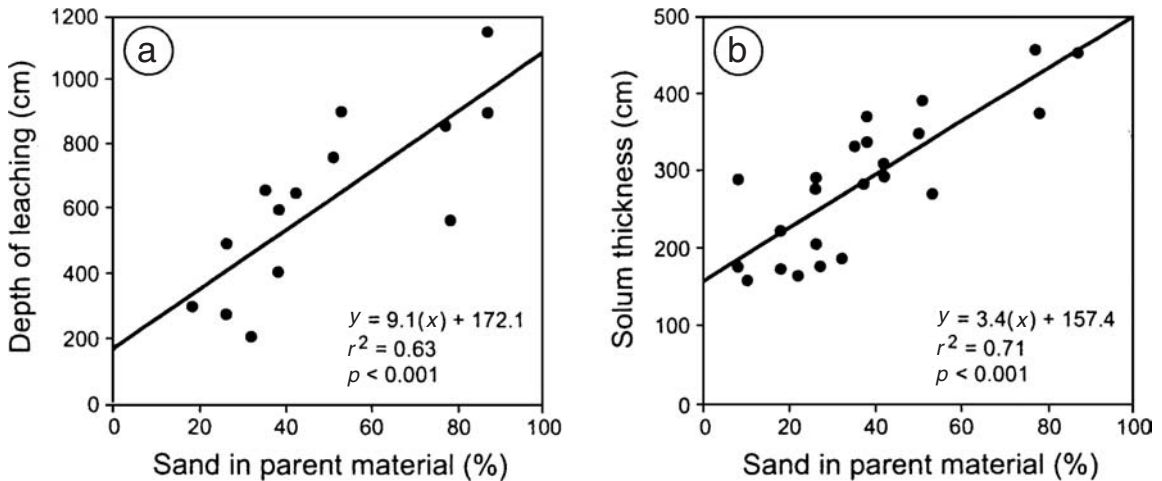 a
1200
1000
800
600
400
200
0
Depth of leaching (cm)
0 20 40 60 80 100
Sand in parent material (%)
y = 9.1(x) + 172.1
r² = 0.63
p < 0.001
b
500
400
300
200
100
0
Solum thickness (cm)
0 20 40 60 80 100
Sand in parent material (%)
y = 3.4(x) + 157.4
r² = 0.71
p < 0.001